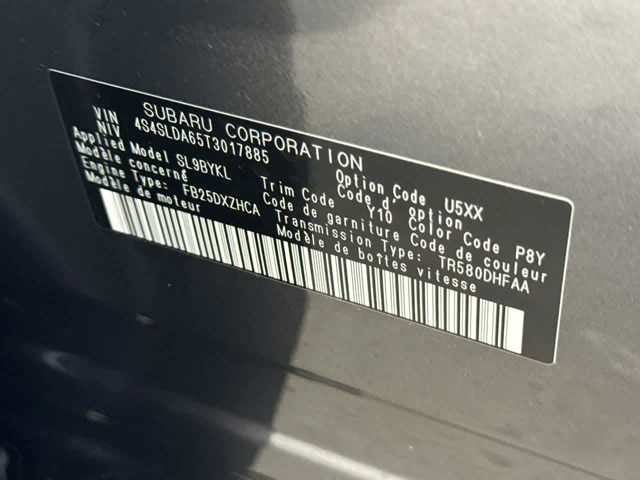 SUBARU CORPORATION
VIN
NIV 4S4SLDA65T3017885
Applied Model SL9BYKL Option Code U5XX
Modèle concerné Trim Code Y10 Code d' option
Engine Type: FB25DXZHCA Code de garniture Color Code P8Y
Modèle de moteur Transmission Type: Code de couleur
TR580DHFAA
Modèle de boîtes vitesse